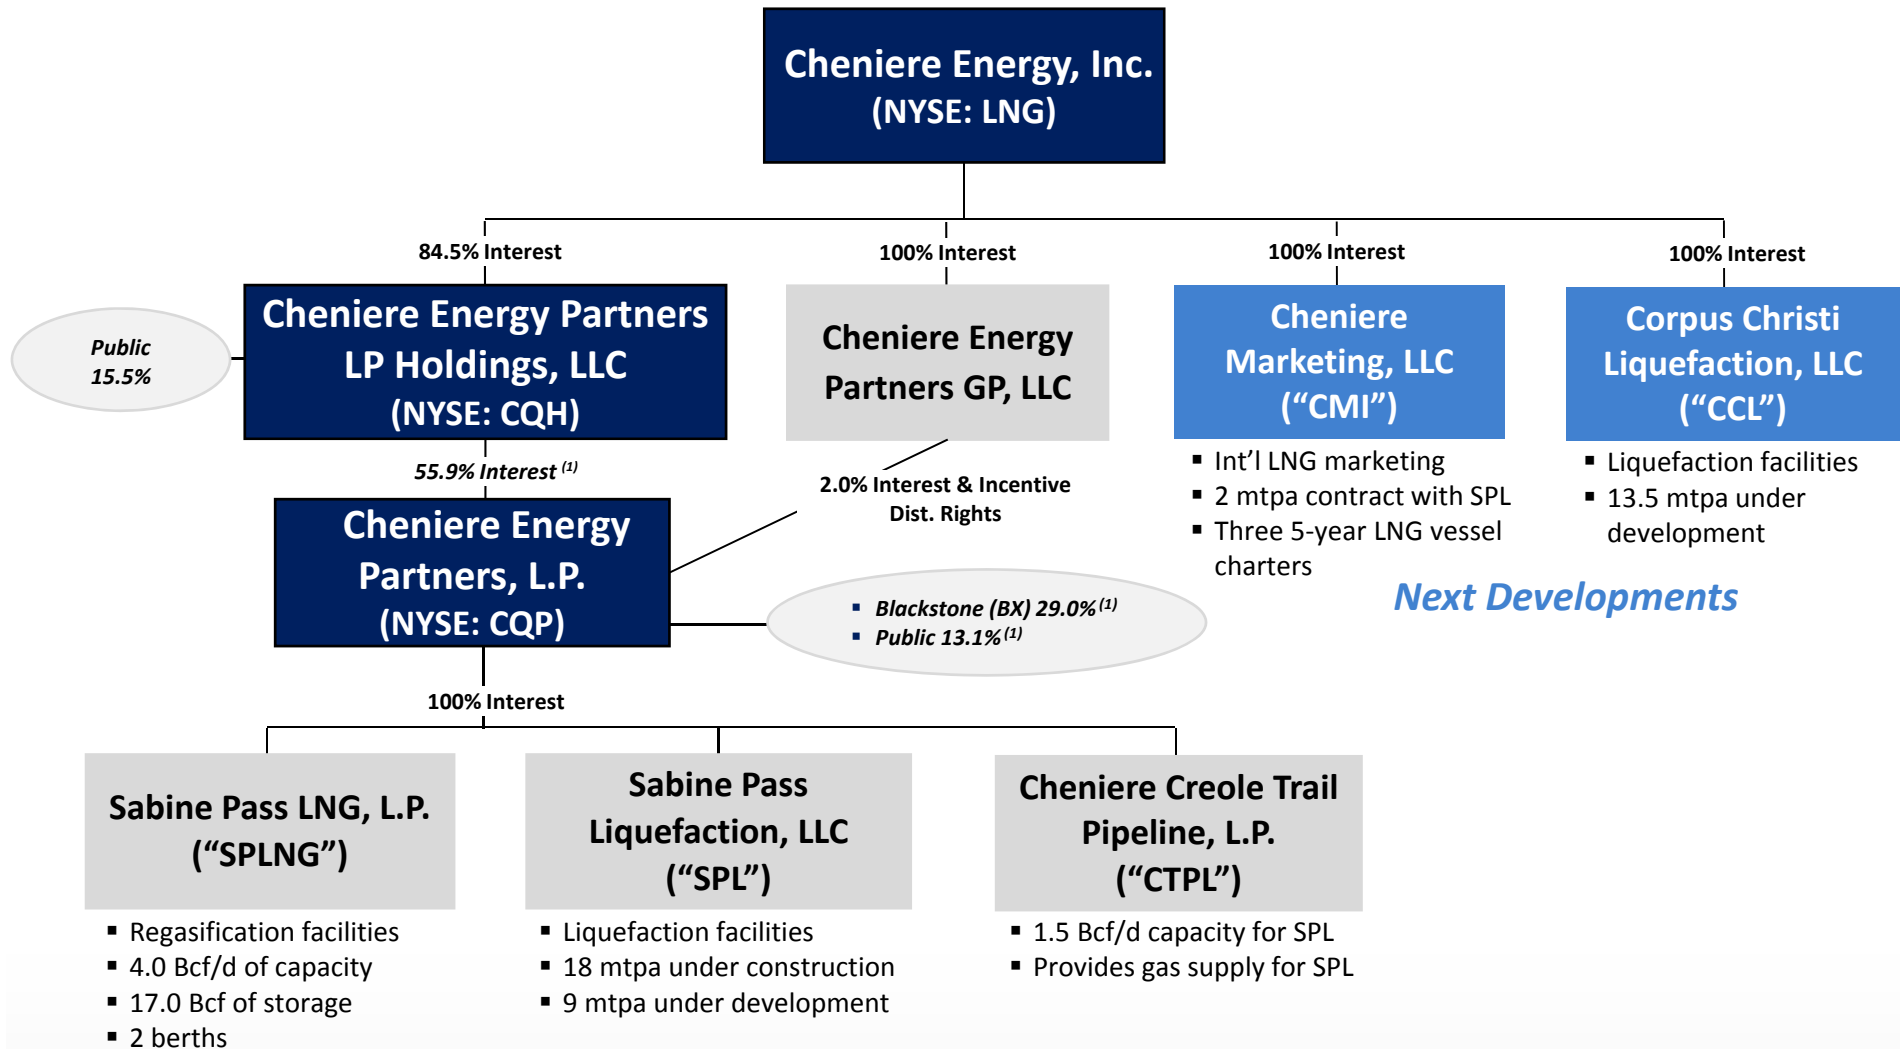 Cheniere Energy, Inc.
(NYSE: LNG)
84.5% Interest
100% Interest
100% Interest
100% Interest
Public
15.5%
Cheniere Energy Partners
LP Holdings, LLC
(NYSE: CQH)
Cheniere Energy
Partners GP, LLC
Cheniere
Marketing, LLC
(“CMI”)
Corpus Christi
Liquefaction, LLC
(“CCL”)
▪ Int’l LNG marketing
▪ 2 mtpa contract with SPL
▪ Three 5-year LNG vessel
charters
▪ Liquefaction facilities
▪ 13.5 mtpa under
development
55.9% Interest (1)
2.0% Interest & Incentive
Dist. Rights
Cheniere Energy
Partners, L.P.
(NYSE: CQP)
▪ Blackstone (BX) 29.0% (1)
▪ Public 13.1% (1)
Next Developments
100% Interest
Sabine Pass LNG, L.P.
(“SPLNG”)
Sabine Pass
Liquefaction, LLC
(“SPL”)
Cheniere Creole Trail
Pipeline, L.P.
(“CTPL”)
▪ Regasification facilities
▪ 4.0 Bcf/d of capacity
▪ 17.0 Bcf of storage
▪ 2 berths
▪ Liquefaction facilities
▪ 18 mtpa under construction
▪ 9 mtpa under development
▪ 1.5 Bcf/d capacity for SPL
▪ Provides gas supply for SPL